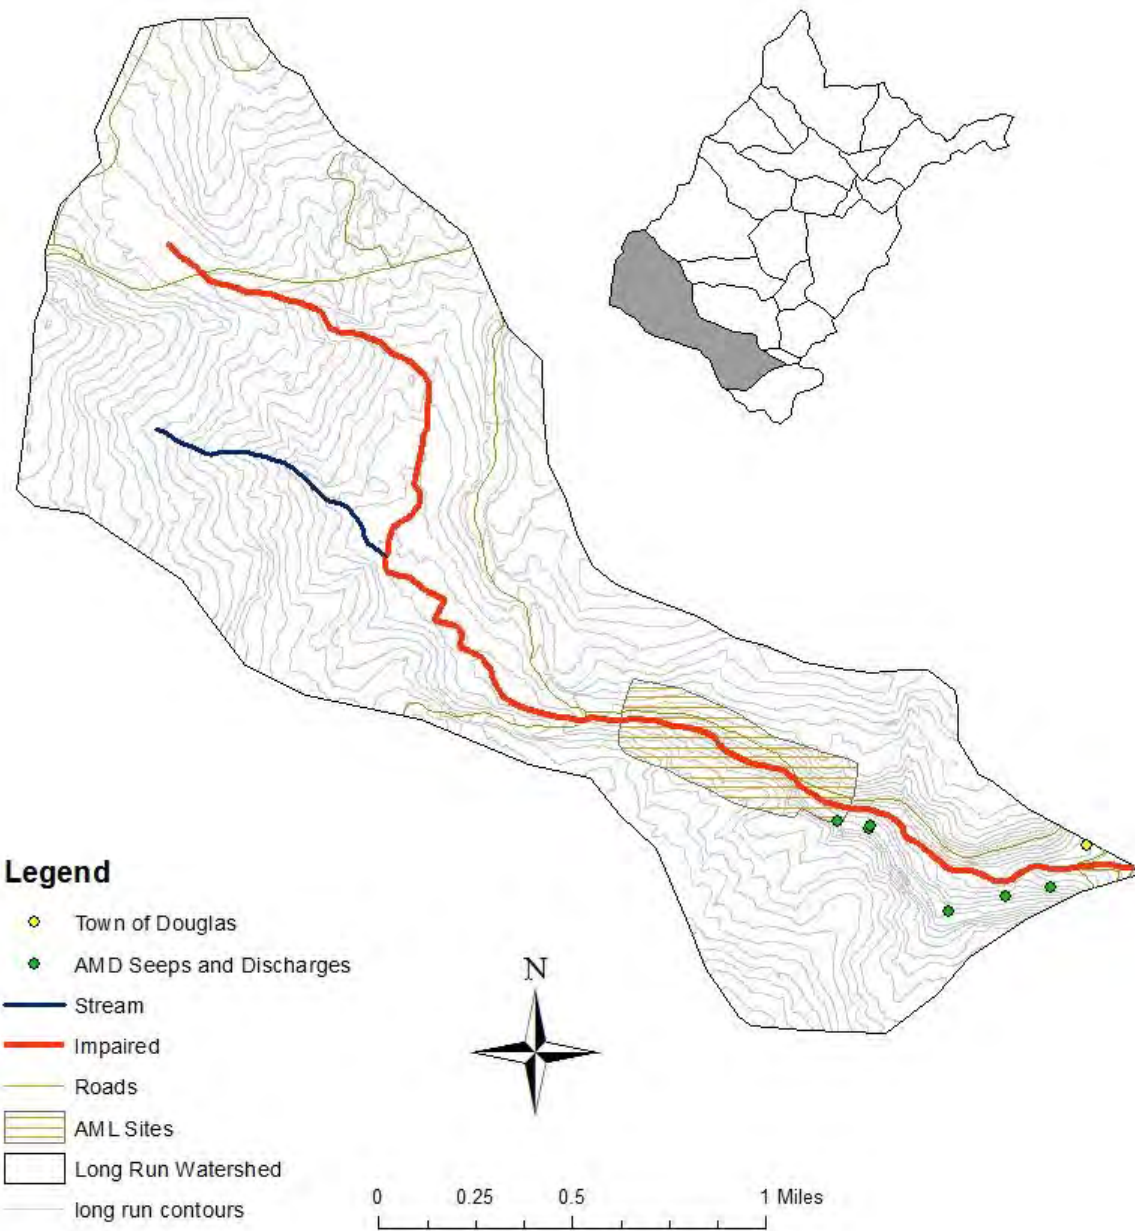 Legend
Town of Douglas
AMD Seeps and Discharges
Stream
Impaired
Roads
AML Sites
Long Run Watershed
long run contours
N
0 0.25 0.5 1 Miles